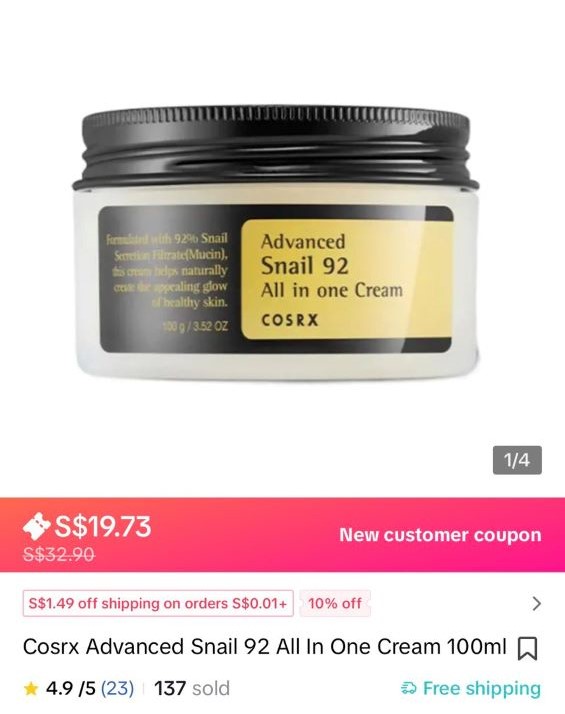 Formulated with 92% Snail
Secretion Filtrate(Mucin),
this cream helps naturally
create the appealing glow
of healthy skin.
100 g / 3.52 OZ
Advanced
Snail 92
All in one Cream
COSRX
1/4
S$19.73
S$32.90
New customer coupon
S$1.49 off shipping on orders S$0.01+
10% off
Cosrx Advanced Snail 92 All In One Cream 100ml
4.9 /5 (23)
137 sold
Free shipping